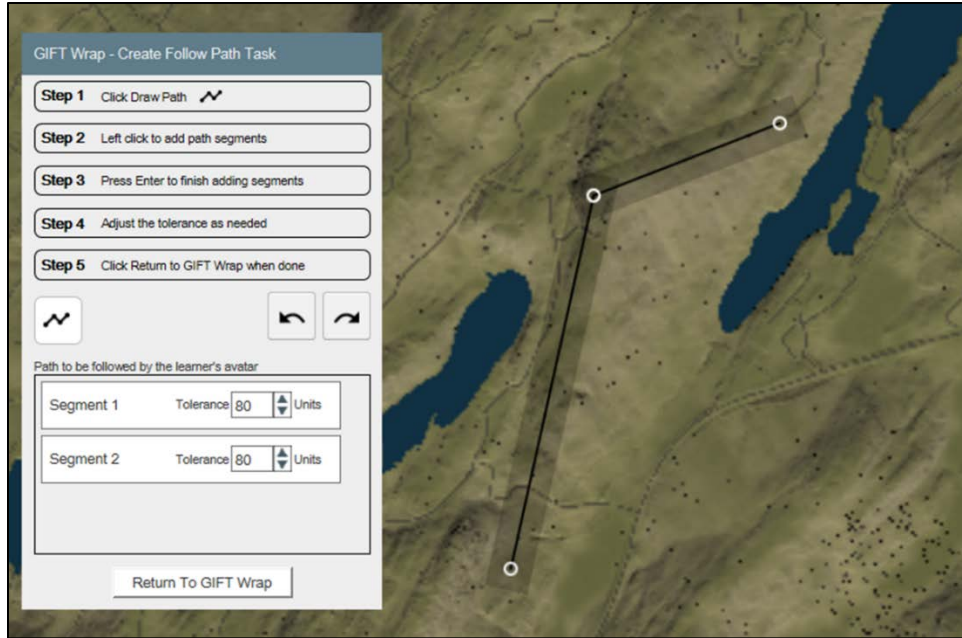 GIFT Wrap - Create Follow Path Task
Step 1 Click Draw Path
Step 2 Left click to add path segments
Step 3 Press Enter to finish adding segments
Step 4 Adjust the tolerance as needed
Step 5 Click Return to GIFT Wrap when done
Path to be followed by the learner's avatar
Segment 1 Tolerance 80 Units
Segment 2 Tolerance 80 Units
Return To GIFT Wrap